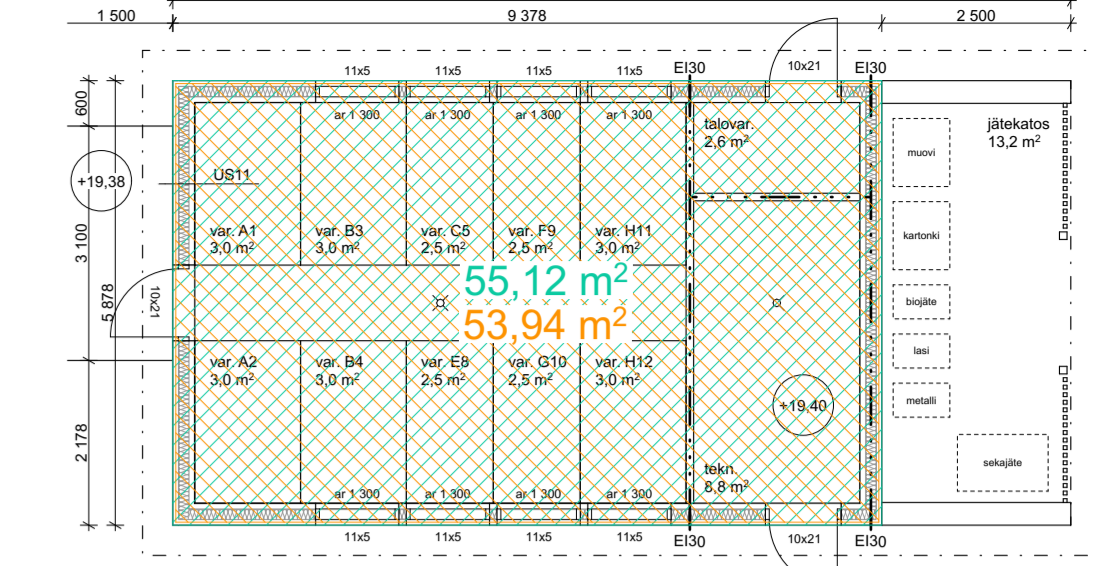 1 500
9 378
2 500
11x5
11x5
11x5
11x5
EI30
10x21
EI30
600
ar 1 300
ar 1 300
ar 1 300
ar 1 300
talovar.
2,6 m²
jätekatos
13,2 m²
muovi
+19,38
US11
3 100
var. A1
3,0 m²
var. B3
3,0 m²
var. C5
2,5 m²
var. F9
2,5 m²
var. H11
3,0 m²
kartonki
55,12 m²
53,94 m²
5 878
10x21
biojäte
lasi
var. A2
3,0 m²
var. B4
3,0 m²
var. E8
2,5 m²
var. G10
2,5 m²
var. H12
3,0 m²
metalli
+19,40
2 178
tekn.
8,8 m²
sekajäte
ar 1 300
ar 1 300
ar 1 300
ar 1 300
11x5
11x5
11x5
11x5
EI30
10x21
EI30